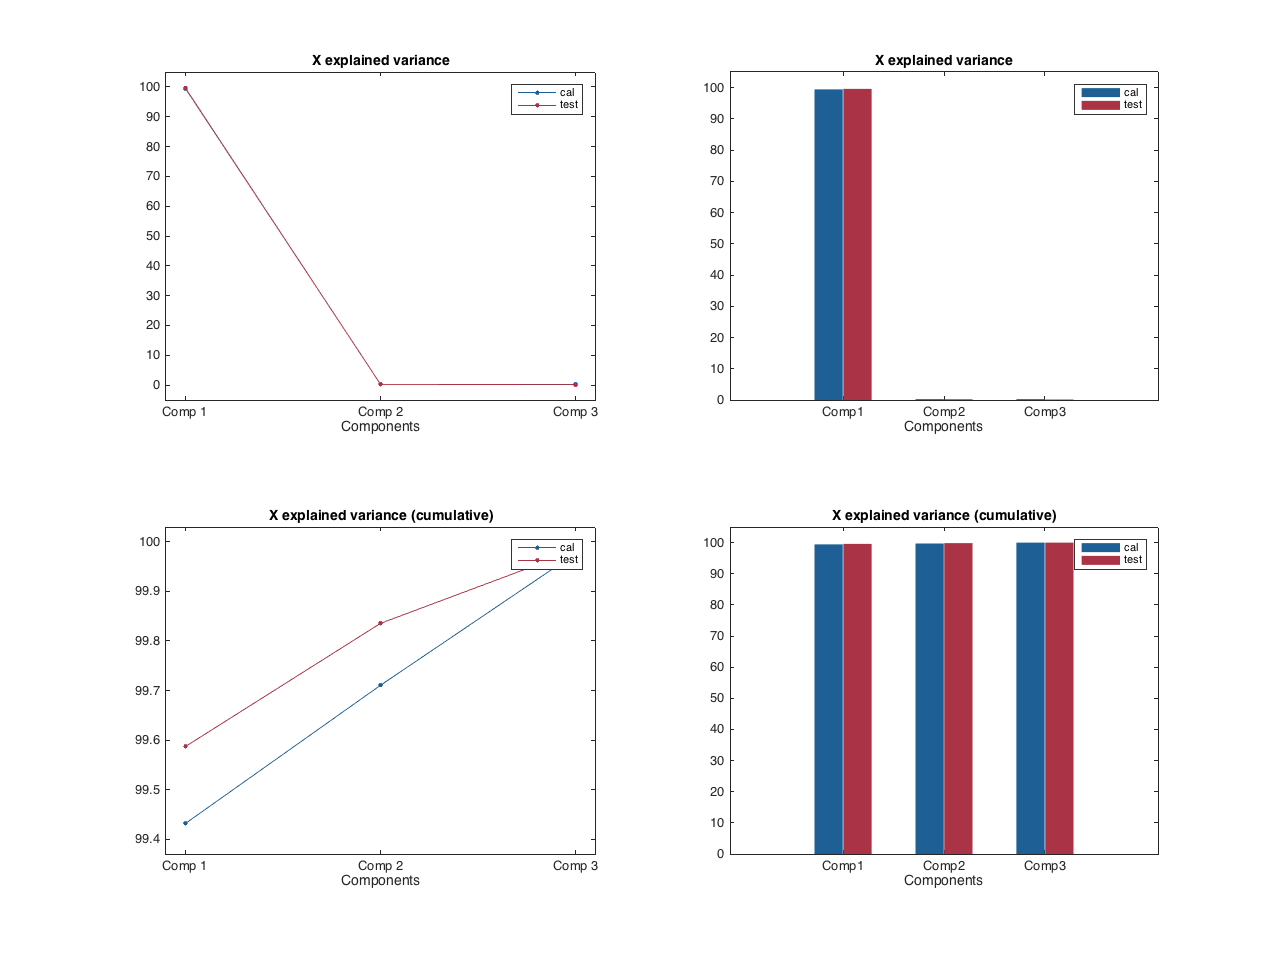 X explained variance
100
90
80
70
60
50
40
30
20
10
0
cal
test
Comp 1 Comp 2 Comp 3
Components
X explained variance
100
90
80
70
60
50
40
30
20
10
0
cal
test
Comp1 Comp2 Comp3
Components
X explained variance (cumulative)
100
99.9
99.8
99.7
99.6
99.5
99.4
cal
test
Comp 1 Comp 2 Comp 3
Components
X explained variance (cumulative)
100
90
80
70
60
50
40
30
20
10
0
cal
test
Comp1 Comp2 Comp3
Components